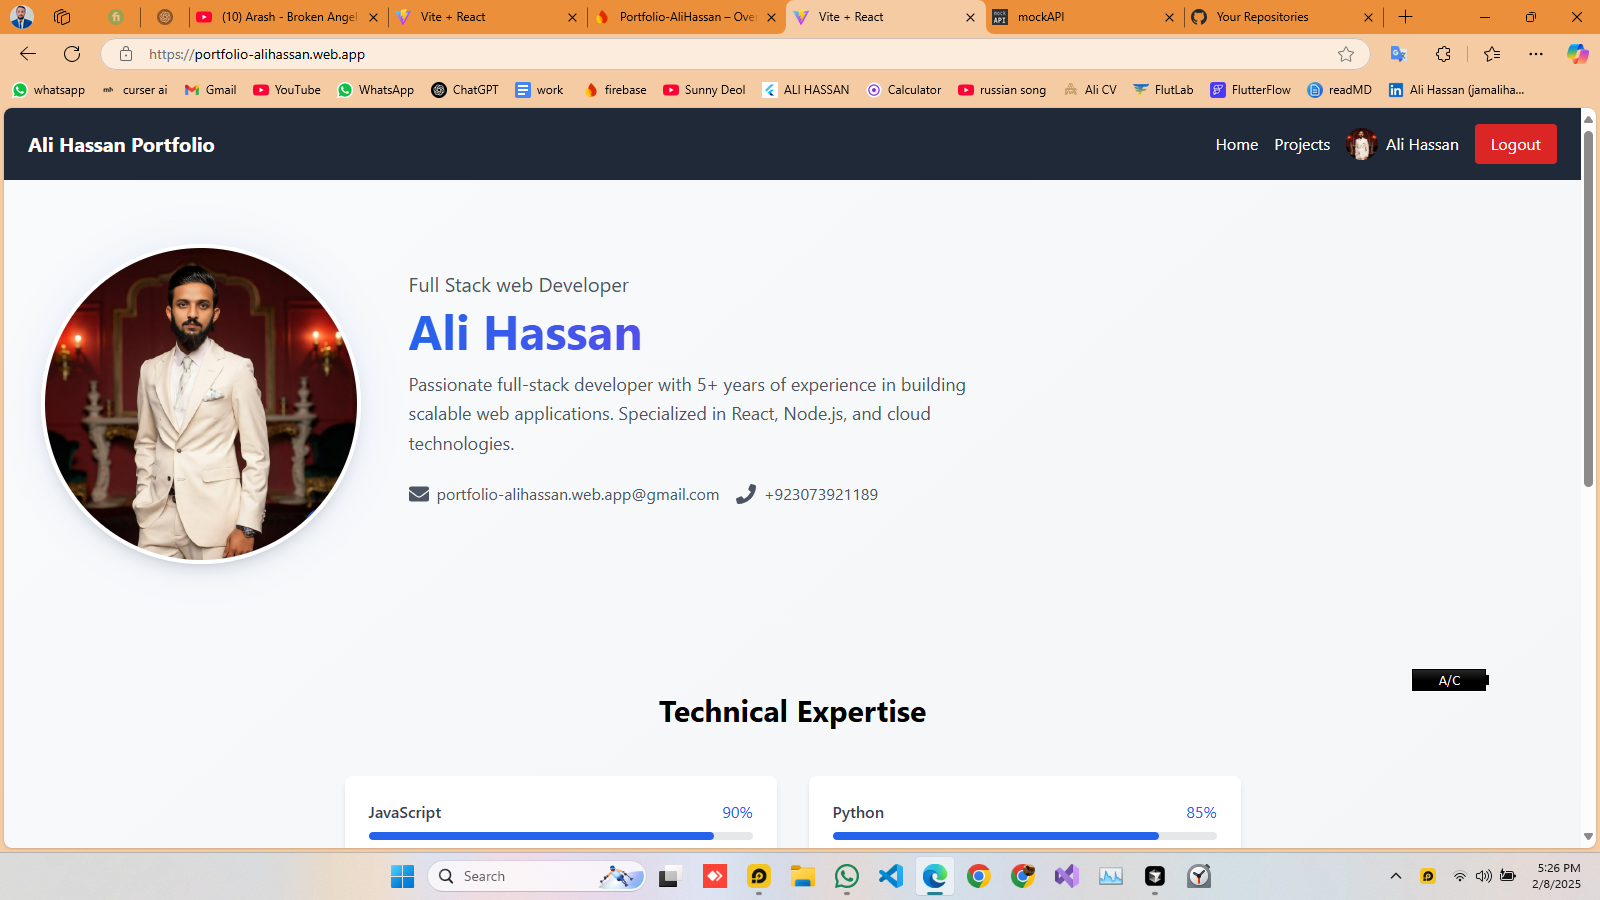 (10) Arash - Broken Angel
Vite + React
Portfolio-AliHassan – Over
Vite + React
mockAPI
Your Repositories
https://portfolio-alihassan.web.app
whatsapp
curser ai
Gmail
YouTube
WhatsApp
ChatGPT
work
firebase
Sunny Deol
ALI HASSAN
Calculator
russian song
Ali CV
FlutLab
FlutterFlow
readMD
Ali Hassan (jamaliha...
Ali Hassan Portfolio
Home
Projects
Ali Hassan
Logout
Full Stack web Developer
Ali Hassan
Passionate full-stack developer with 5+ years of experience in building
scalable web applications. Specialized in React, Node.js, and cloud
technologies.
portfolio-alihassan.web.app@gmail.com
+923073921189
A/C
Technical Expertise
JavaScript
90%
Python
85%
Search
5:26 PM
2/8/2025